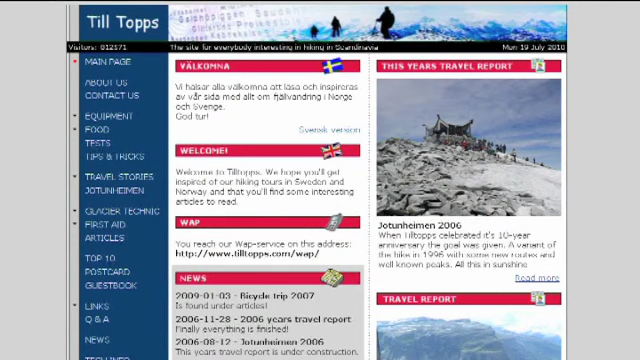 Till Topps
Visitors: 012571
The site for everybody interesting in hiking in Scandinavia
Mon 19 July 2010
MAIN PAGE
ABOUT US
CONTACT US
EQUIPMENT
FOOD
TESTS
TIPS & TRICKS
TRAVEL STORIES
JOTUNHEIMEN
GLACIER TECHNIC
FIRST AID
ARTICLES
TOP 10
POSTCARD
GUESTBOOK
LINKS
Q & A
NEWS
VÄLKOMNA
Vi hälsar alla välkomna att läsa och inspireras
av vår sida med allt om fjällvandring i Norge
och Sverige.
God tur!
Svensk version
WELCOME!
Welcome to Tilltopps. We hope you'll get
inspired of our hiking tours in Sweden and
Norway and that you'll find some interesting
articles to read.
WAP
You reach our Wap-service on this address:
http://www.tilltopps.com/wap/
NEWS
2009-01-03 - Bicycle trip 2007
Is found under articles!
2006-11-28 - 2006 years travel report
Finally everything is finished!
2006-08-12 - Jotunheimen 2006
This years travel report is under construction.
THIS YEARS TRAVEL REPORT
Jotunheimen 2006
When Tilltopps celebrated it's 10-year
anniversary the goal was given. A variant of
the hike in 1996 with some new routes and
well known peaks. All this in sunshine
Read more
TRAVEL REPORT